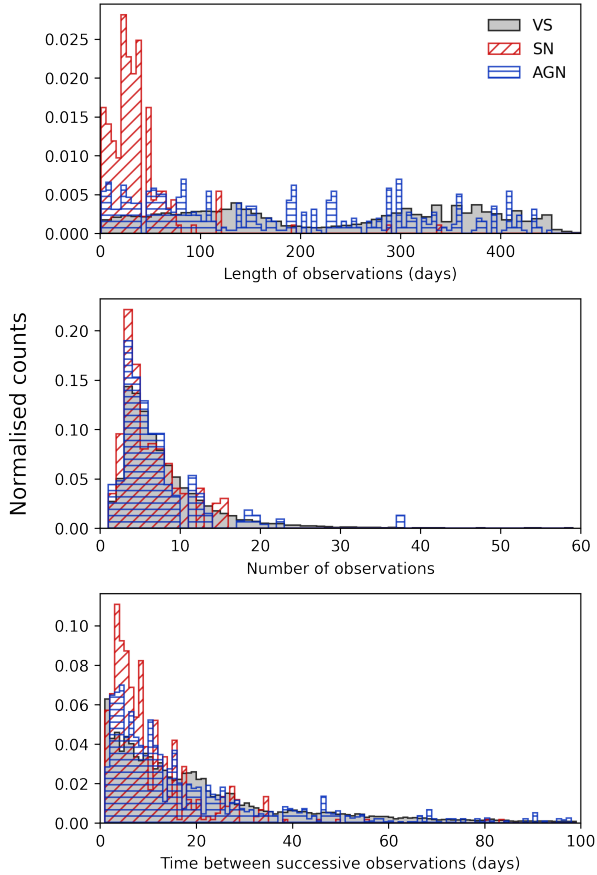 0.025
0.020
0.015
0.010
0.005
0.000
VS
SN
AGN
0 100 200 300 400
Length of observations (days)
Normalised counts
0.20
0.15
0.10
0.05
0.00
0 10 20 30 40 50 60
Number of observations
0.10
0.08
0.06
0.04
0.02
0.00
0 20 40 60 80 100
Time between successive observations (days)